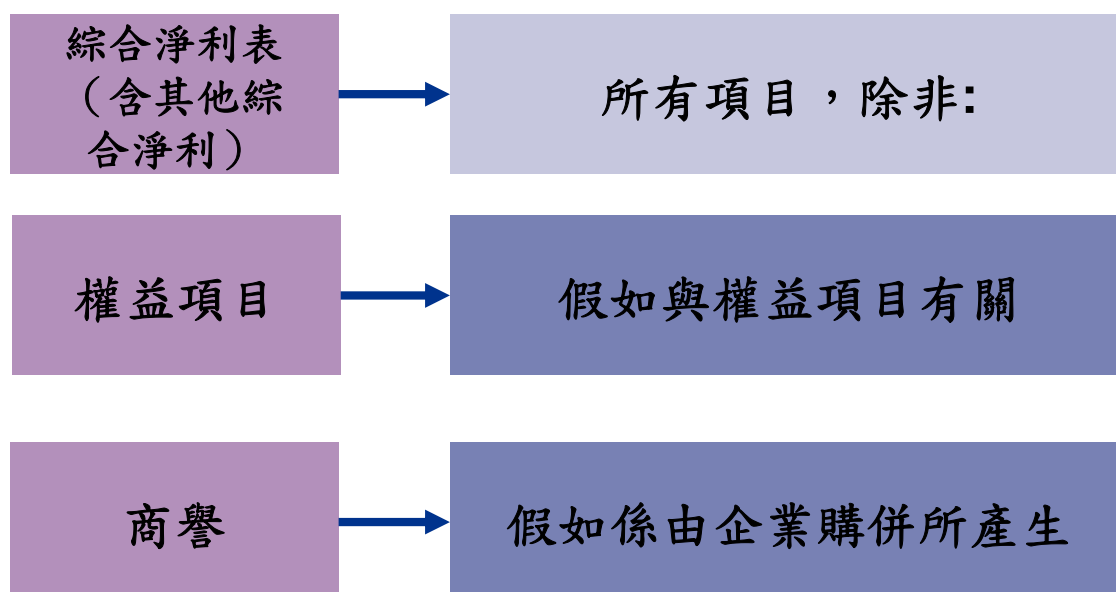 綜合淨利表
（含其他綜
合淨利）
所有項目，除非:
權益項目
假如與權益項目有關
商譽
假如係由企業購併所產生